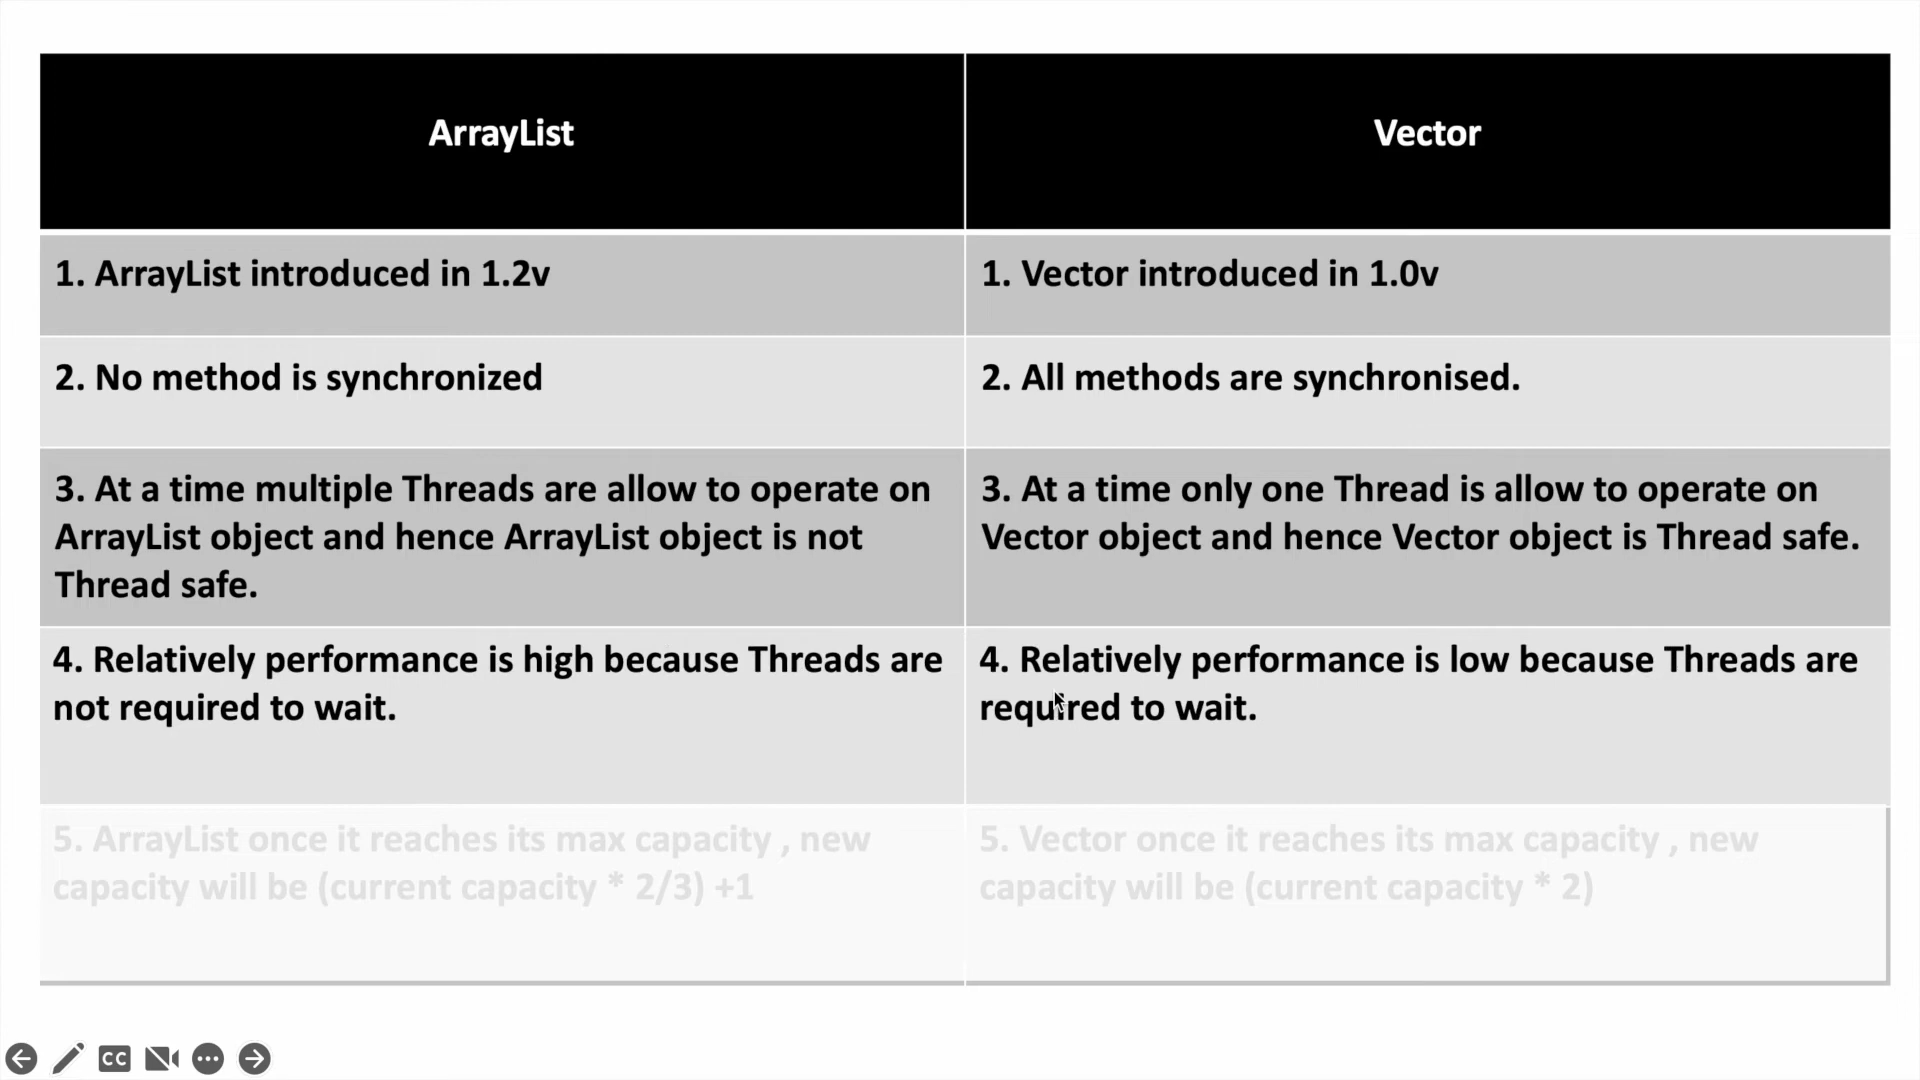 ArrayList
Vector
1. ArrayList introduced in 1.2v
1. Vector introduced in 1.0v
2. No method is synchronized
2. All methods are synchronised.
3. At a time multiple Threads are allow to operate on
ArrayList object and hence ArrayList object is not
Thread safe.
3. At a time only one Thread is allow to operate on
Vector object and hence Vector object is Thread safe.
4. Relatively performance is high because Threads are
not required to wait.
4. Relatively performance is low because Threads are
required to wait.
5. ArrayList once it reaches its max capacity , new
capacity will be (current capacity * 2/3) +1
5. Vector once it reaches its max capacity , new
capacity will be (current capacity * 2)
CC